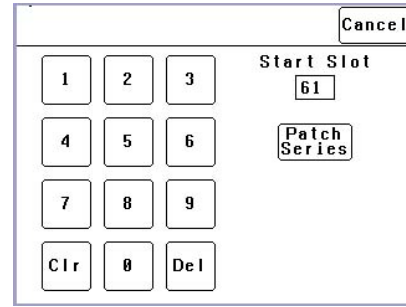 Cancel
Start Slot
61
1 2 3
4 5 6
Patch
Series
7 8 9
Clr 0 Del